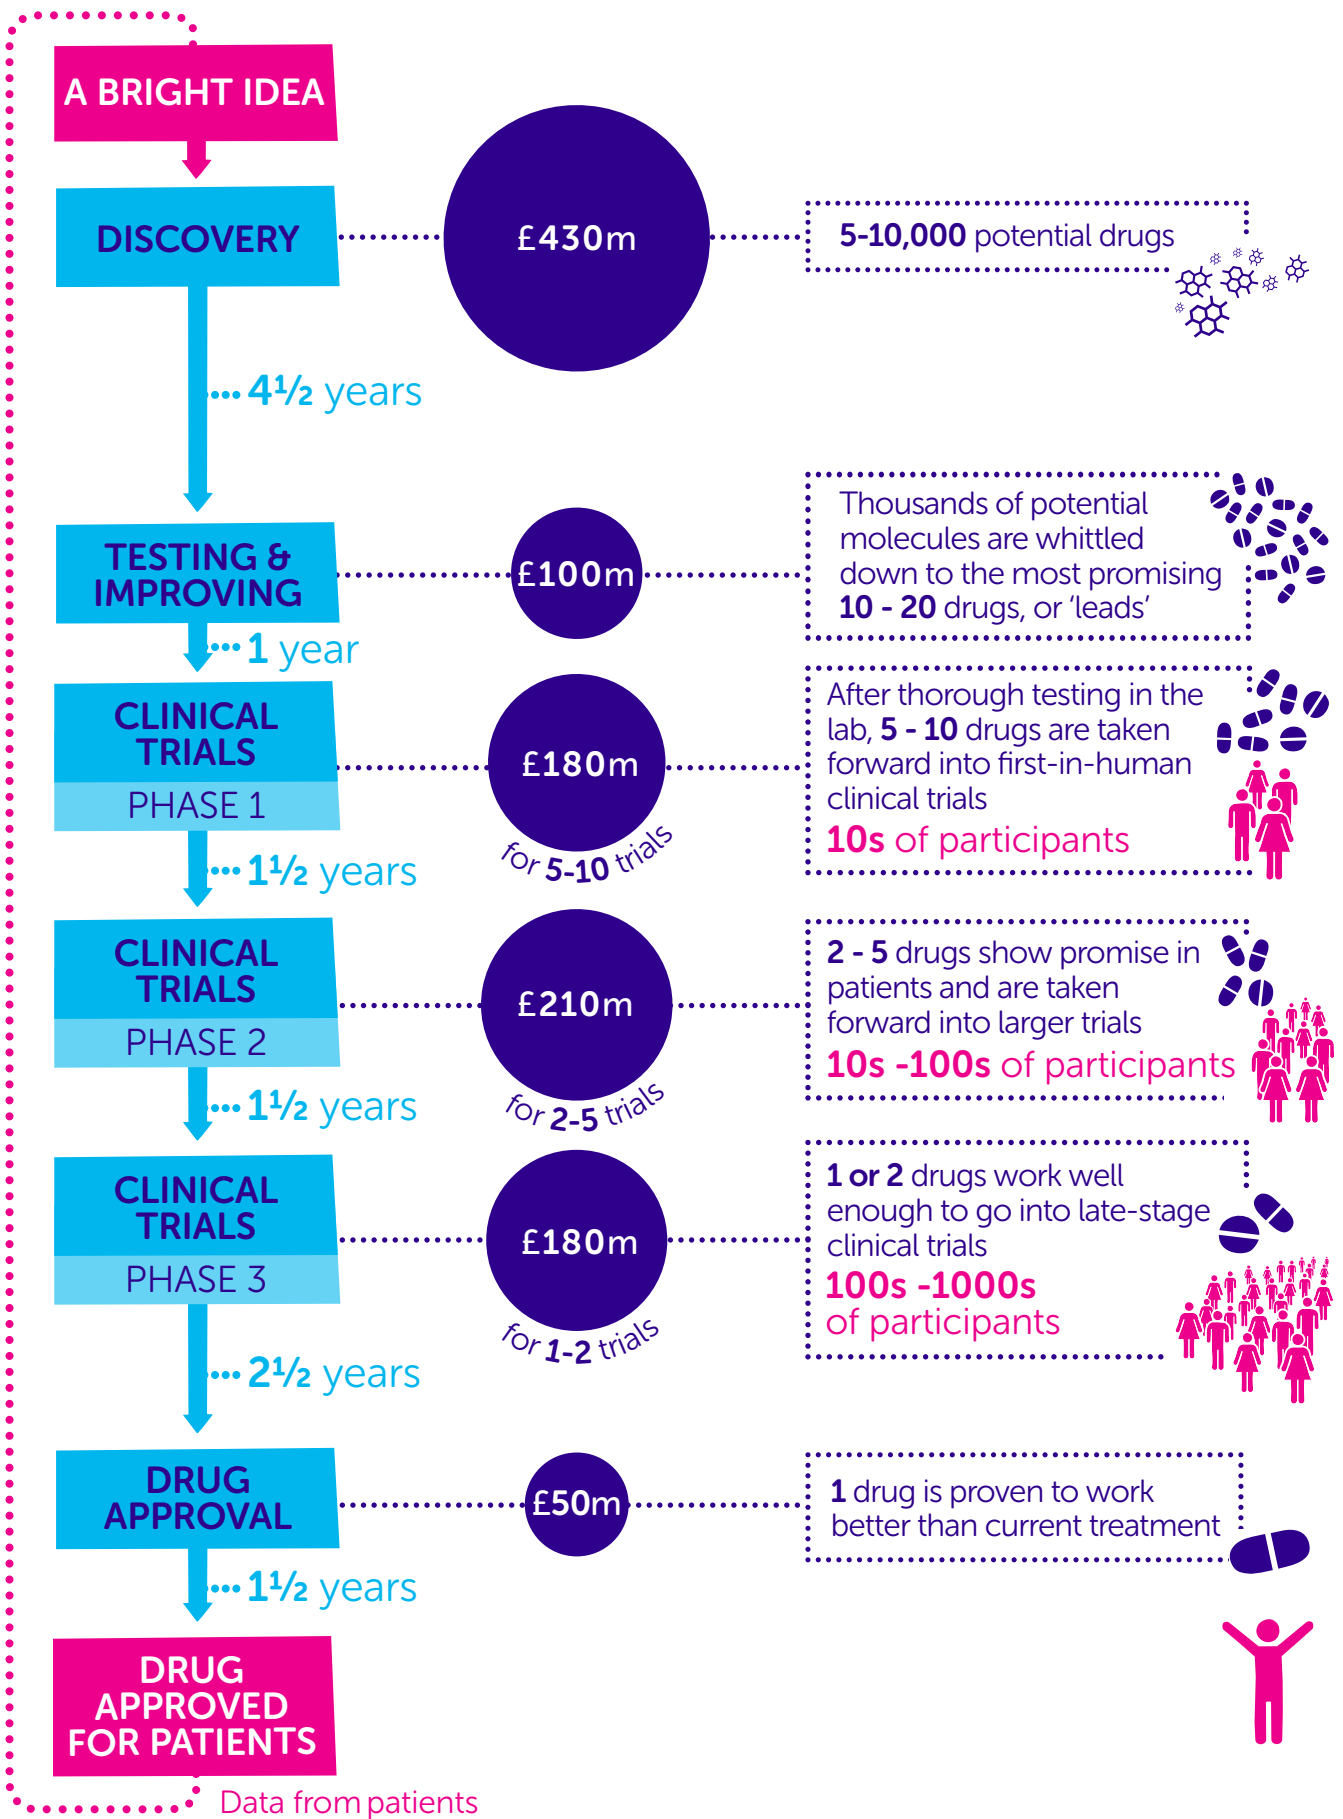 A BRIGHT IDEA
DISCOVERY
£430m
5-10,000 potential drugs
4½ years
TESTING &
IMPROVING
£100m
Thousands of potential
molecules are whittled
down to the most promising
10 - 20 drugs, or ‘leads’
1 year
CLINICAL
TRIALS
PHASE 1
£180m
for 5-10 trials
After thorough testing in the
lab, 5 - 10 drugs are taken
forward into first-in-human
clinical trials
10s of participants
1½ years
CLINICAL
TRIALS
PHASE 2
£210m
for 2-5 trials
2 - 5 drugs show promise in
patients and are taken
forward into larger trials
10s -100s of participants
1½ years
CLINICAL
TRIALS
PHASE 3
£180m
for 1-2 trials
1 or 2 drugs work well
enough to go into late-stage
clinical trials
100s -1000s
of participants
2½ years
DRUG
APPROVAL
£50m
1 drug is proven to work
better than current treatment
1½ years
DRUG
APPROVED
FOR PATIENTS
Data from patients